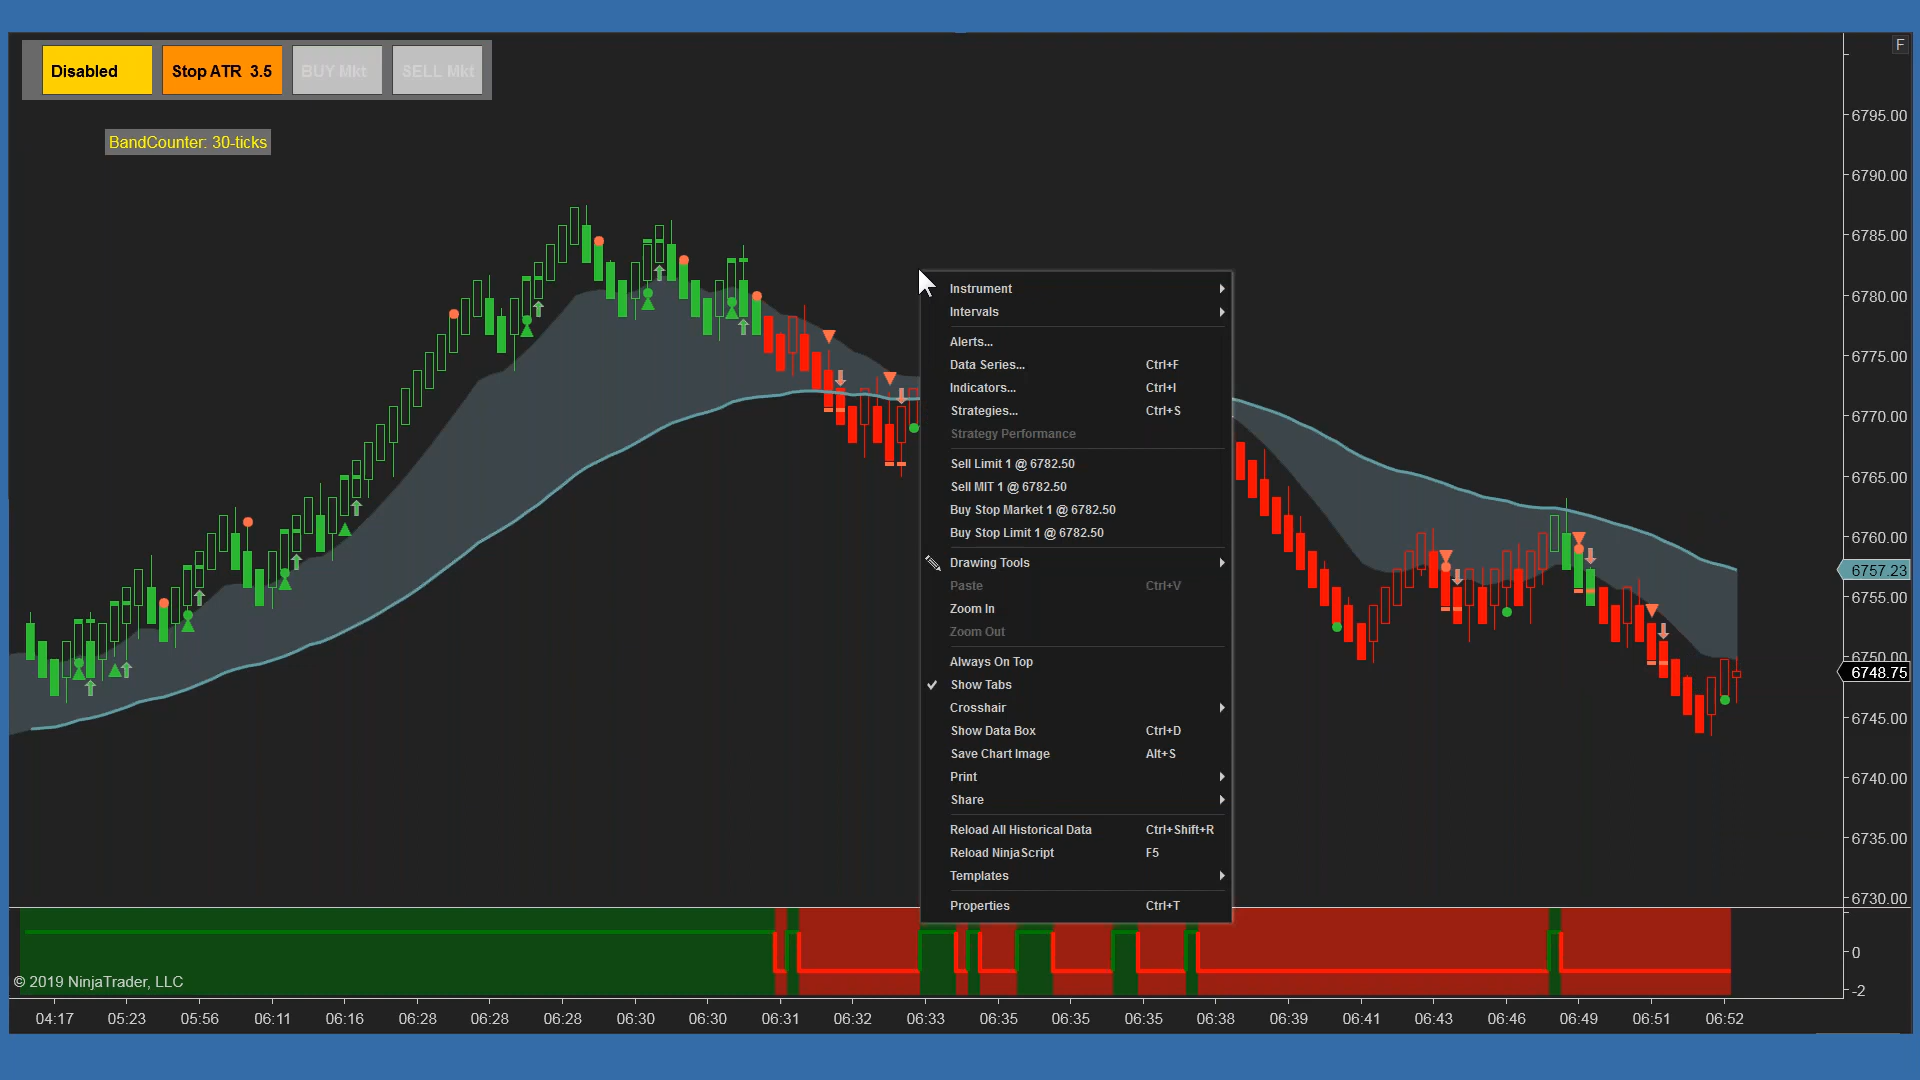 F
Disabled
Stop ATR 3.5
BUY Mkt
SELL Mkt
BandCounter: 30-ticks
Instrument
Intervals
Alerts...
Data Series... Ctrl+F
Indicators... Ctrl+I
Strategies... Ctrl+S
Strategy Performance
Sell Limit 1 @ 6782.50
Sell MIT 1 @ 6782.50
Buy Stop Market 1 @ 6782.50
Buy Stop Limit 1 @ 6782.50
Drawing Tools
Paste Ctrl+V
Zoom In
Zoom Out
Always On Top
Show Tabs
Crosshair
Show Data Box Ctrl+D
Save Chart Image Alt+S
Print
Share
Reload All Historical Data Ctrl+Shift+R
Reload NinjaScript F5
Templates
Properties Ctrl+T
6795.00
6790.00
6785.00
6780.00
6775.00
6770.00
6765.00
6760.00
6757.23
6755.00
6750.00
6748.75
6745.00
6740.00
6735.00
6730.00
0
-2
© 2019 NinjaTrader, LLC
04:17 05:23 05:56 06:11 06:16 06:28 06:28 06:28 06:30 06:30 06:31 06:32 06:33 06:35 06:35 06:35 06:38 06:39 06:41 06:43 06:46 06:49 06:51 06:52